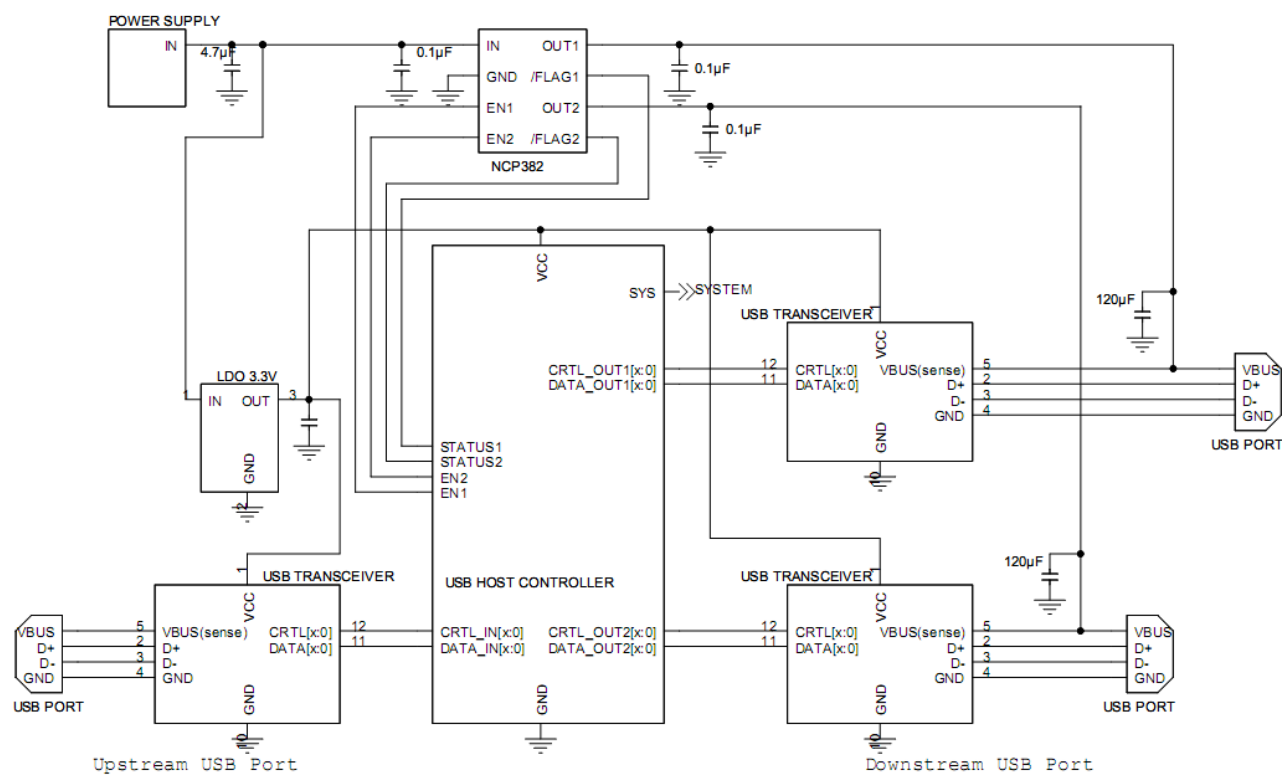 POWER SUPPLY
IN
4.7µF
0.1µF
IN
OUT1
GND
/FLAG1
EN1
OUT2
EN2
/FLAG2
NCP382
0.1µF
0.1µF
VCC
SYS
SYSTEM
120µF
USB TRANSCEIVER
1
VCC
CRTL_OUT1[x:0]
12
CRTL[x:0]
VBUS(sense)
5
VBUS
DATA_OUT1[x:0]
11
DATA[x:0]
D+
2
D+
D-
3
D-
GND
4
GND
GND
10
USB PORT
LDO 3.3V
1
IN
OUT
3
GND
2
STATUS1
STATUS2
EN2
EN1
USB HOST CONTROLLER
120µF
USB TRANSCEIVER
1
VCC
VBUS
5
VBUS(sense)
CRTL[x:0]
12
CRTL_IN[x:0]
D+
2
D+
DATA[x:0]
11
DATA_IN[x:0]
D-
3
D-
GND
4
GND
GND
10
USB PORT
GND
USB TRANSCEIVER
1
VCC
CRTL_OUT2[x:0]
12
CRTL[x:0]
VBUS(sense)
5
VBUS
DATA_OUT2[x:0]
11
DATA[x:0]
D+
2
D+
D-
3
D-
GND
4
GND
GND
10
USB PORT
Upstream USB Port
Downstream USB Port